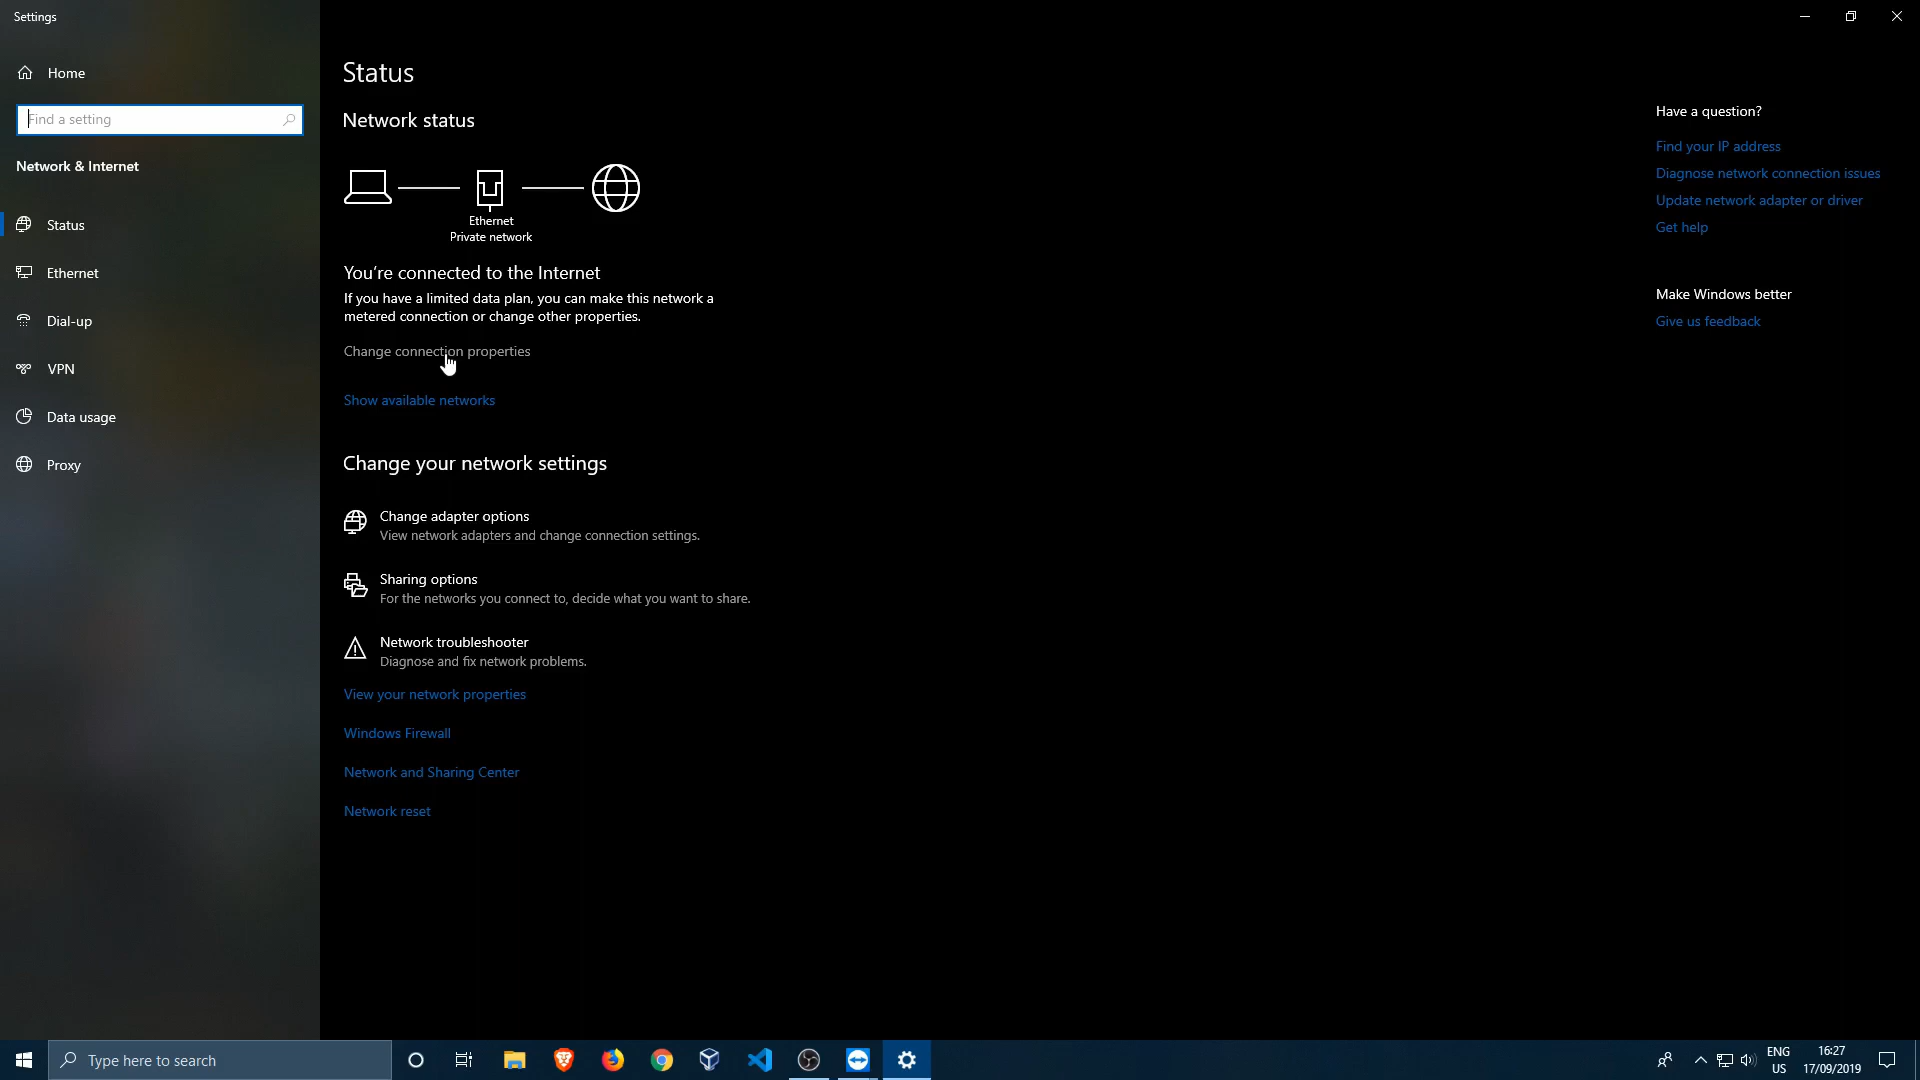 Settings
Home
Find a setting
Network & Internet
Status
Ethernet
Dial-up
VPN
Data usage
Proxy
Status
Network status
Ethernet
Private network
You're connected to the Internet
If you have a limited data plan, you can make this network a
metered connection or change other properties.
Change connection properties
Show available networks
Change your network settings
Change adapter options
View network adapters and change connection settings.
Sharing options
For the networks you connect to, decide what you want to share.
Network troubleshooter
Diagnose and fix network problems.
View your network properties
Windows Firewall
Network and Sharing Center
Network reset
Have a question?
Find your IP address
Diagnose network connection issues
Update network adapter or driver
Get help
Make Windows better
Give us feedback
Type here to search
ENG
US
16:27
17/09/2019